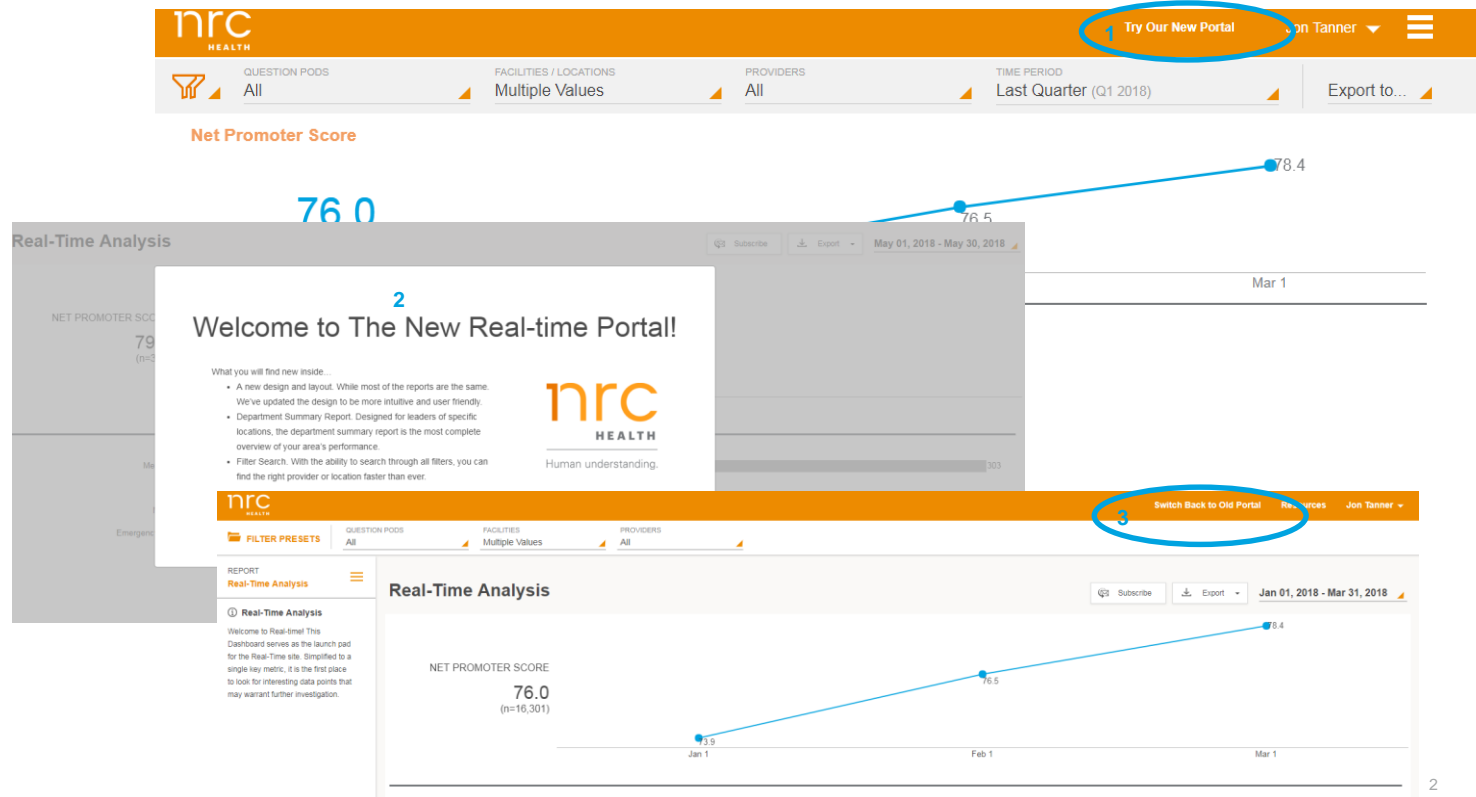 nrc
HEALTH
1 Try Our New Portal
Jon Tanner
QUESTION PODS
All
FACILITIES / LOCATIONS
Multiple Values
PROVIDERS
All
TIME PERIOD
Last Quarter (Q1 2018)
Export to...
Net Promoter Score
76.0
78.4
76.5
Mar 1
Real-Time Analysis
Subscribe
Export
May 01, 2018 - May 30, 2018
NET PROMOTER SCO
79
(n=3
303
Emergenc
2
Welcome to The New Real-time Portal!
What you will find new inside...
• A new design and layout. While most of the reports are the same.
We've updated the design to be more intuitive and user friendly.
• Department Summary Report. Designed for leaders of specific
locations, the department summary
report is the most complete
overview of your area's performance.
• Filter Search. With the ability to search through all filters, you can
find the right provider or location faster than ever.
nrc
HEALTH
Human understanding.
nrc
HEALTH
3 Switch Back to Old Portal
Resources
Jon Tanner
FILTER PRESETS
QUESTION PODS
All
FACILITIES
Multiple Values
PROVIDERS
All
REPORT
Real-Time Analysis
Real-Time Analysis
Welcome to Real-time! This
Dashboard serves as the launch pad
for the Real-Time site. Simplified to a
single key metric, it is the first place
to look for interesting data points that
may warrant further investigation.
Real-Time Analysis
Subscribe
Export
Jan 01, 2018 - Mar 31, 2018
NET PROMOTER SCORE
76.0
(n=16,301)
78.4
76.5
73.9
Jan 1
Feb 1
Mar 1
2